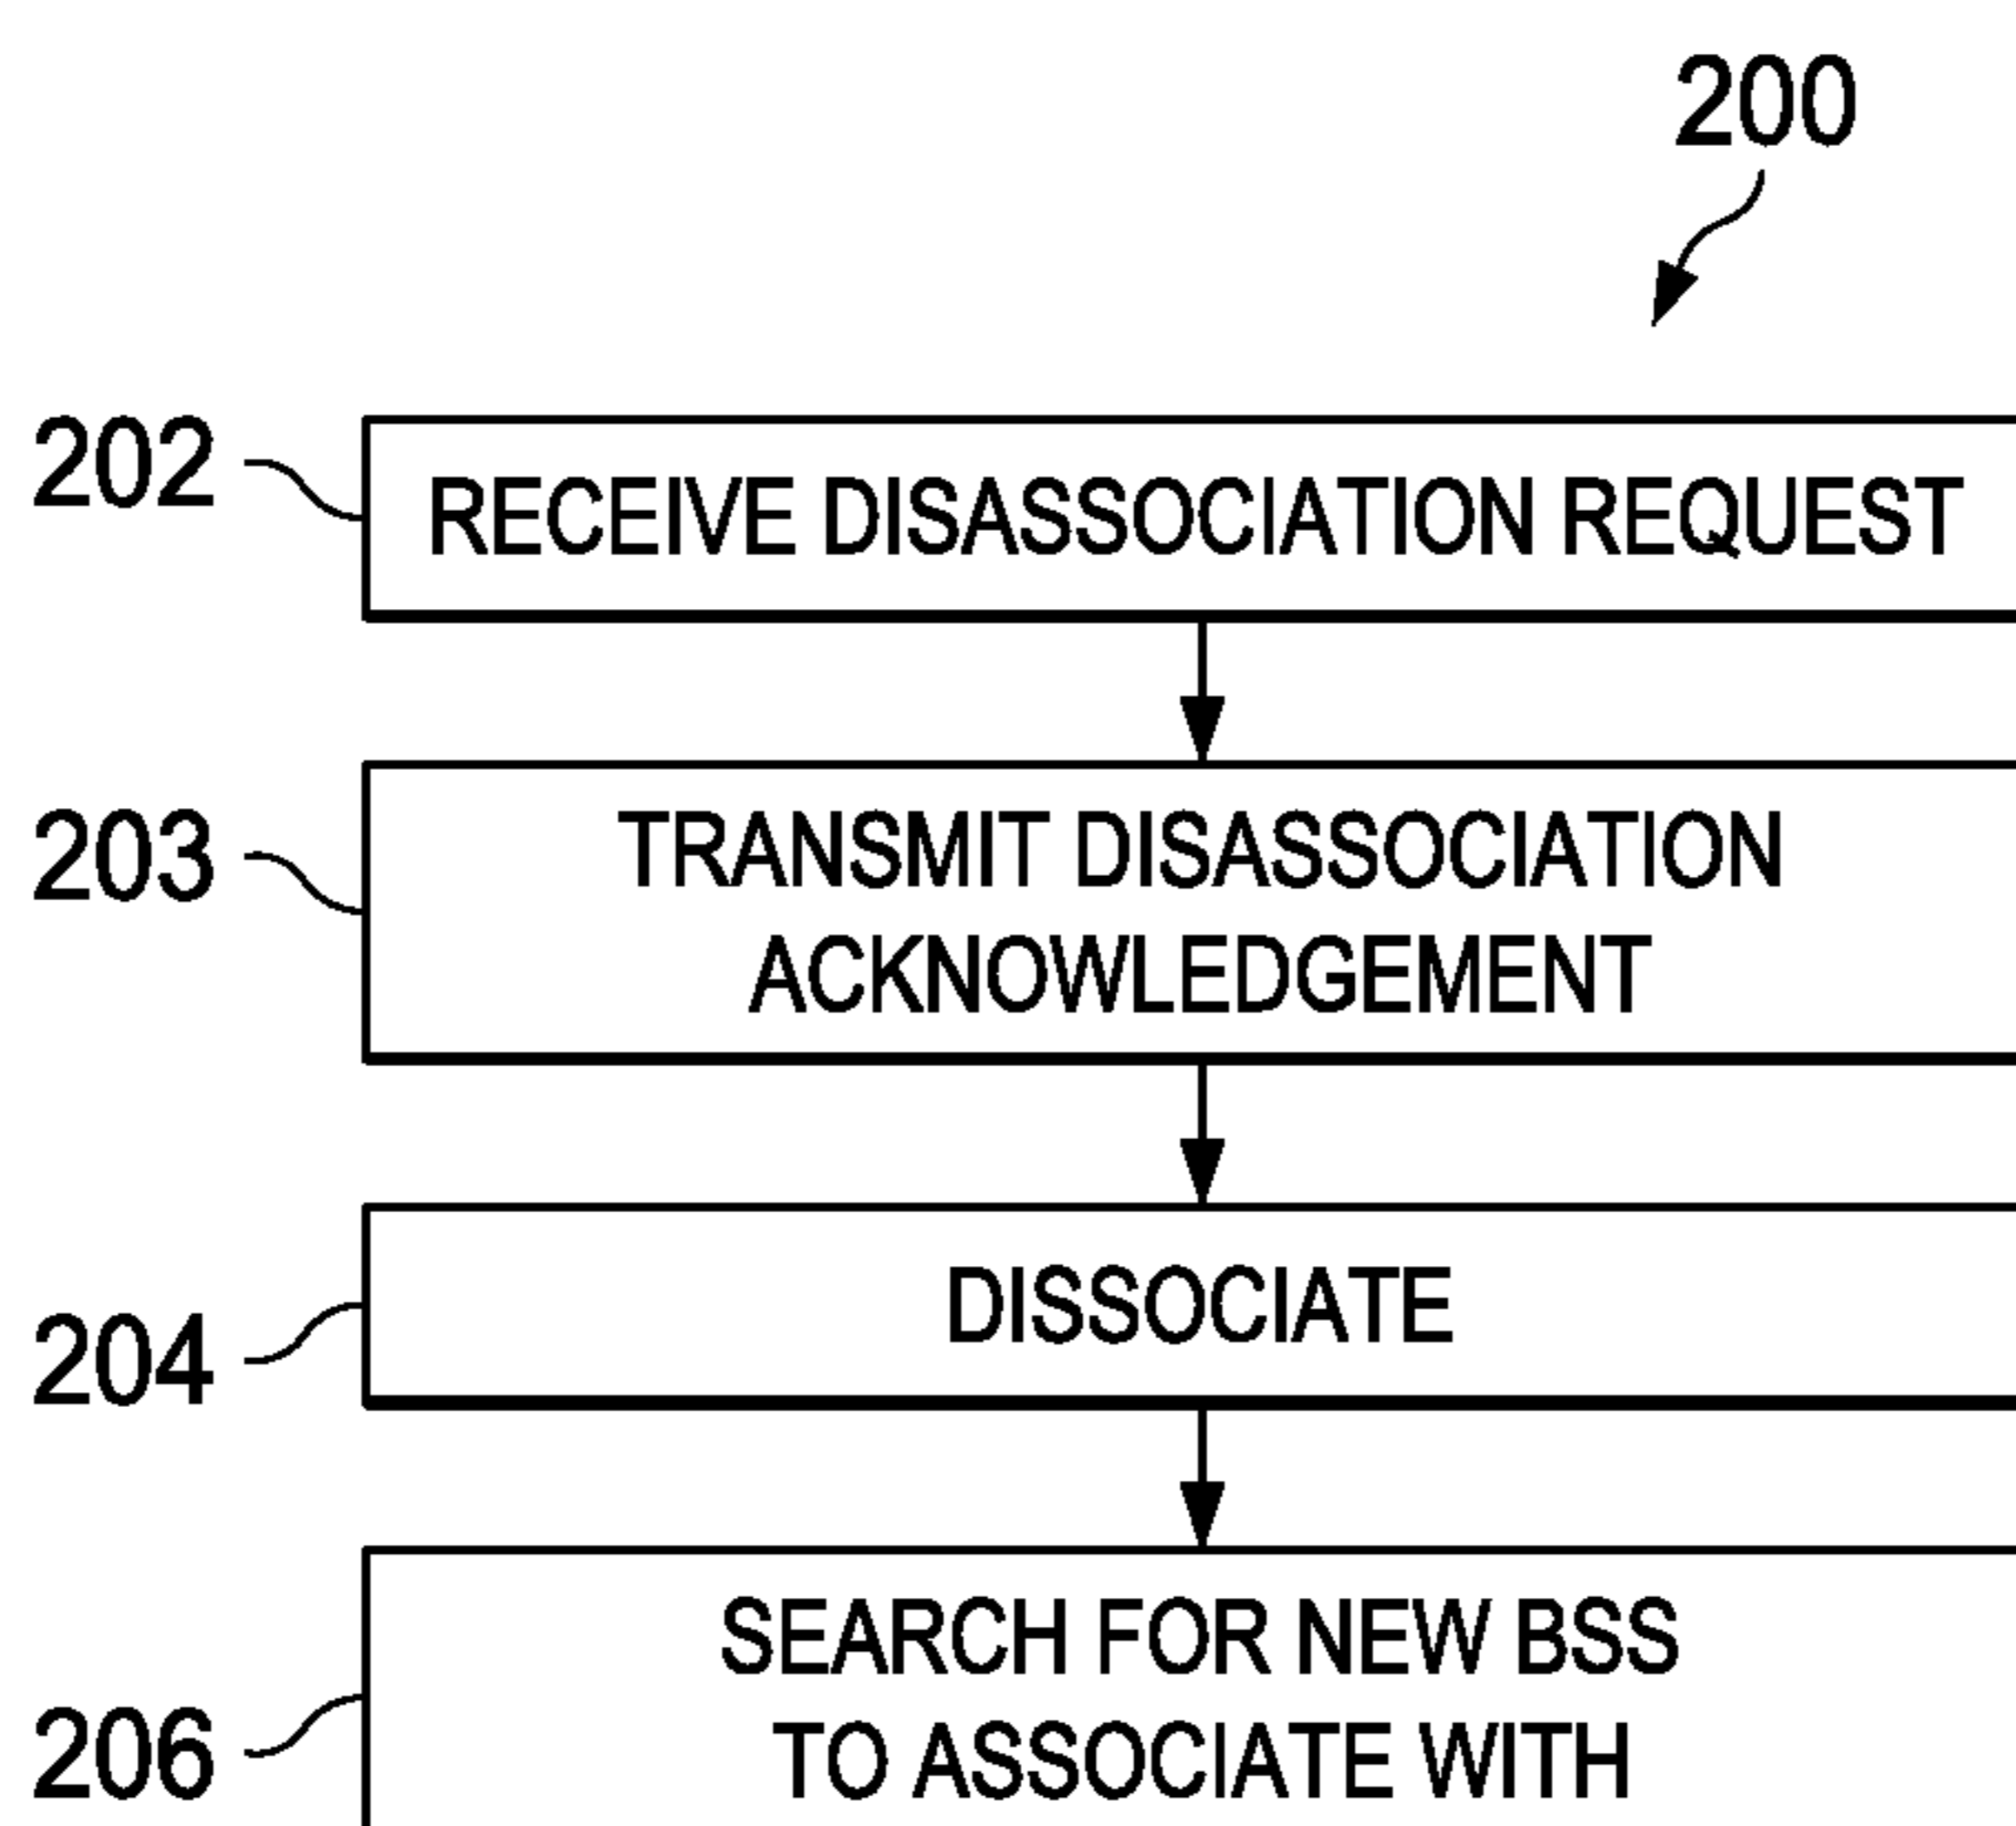 200
202
RECEIVE DISASSOCIATION REQUEST
203
TRANSMIT DISASSOCIATION
ACKNOWLEDGEMENT
204
DISSOCIATE
206
SEARCH FOR NEW BSS
TO ASSOCIATE WITH